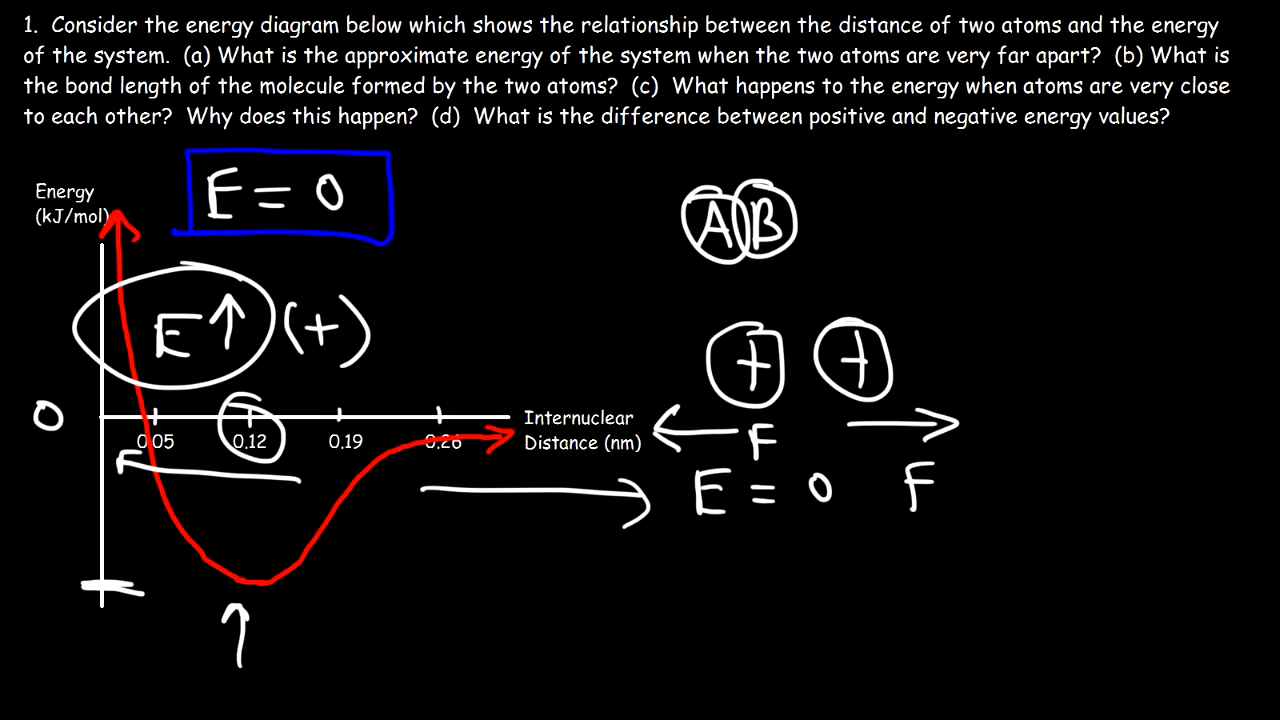 1. Consider the energy diagram below which shows the relationship between the distance of two atoms and the energy
of the system. (a) What is the approximate energy of the system when the two atoms are very far apart? (b) What is
the bond length of the molecule formed by the two atoms? (c) What happens to the energy when atoms are very close
to each other? Why does this happen? (d) What is the difference between positive and negative energy values?
Energy
(kJ/mol)
E = 0
A B
E↑ (+)
+ +
0
0.05 0.12 0.19 0.26
Internuclear
Distance (nm)
F
E = 0 F